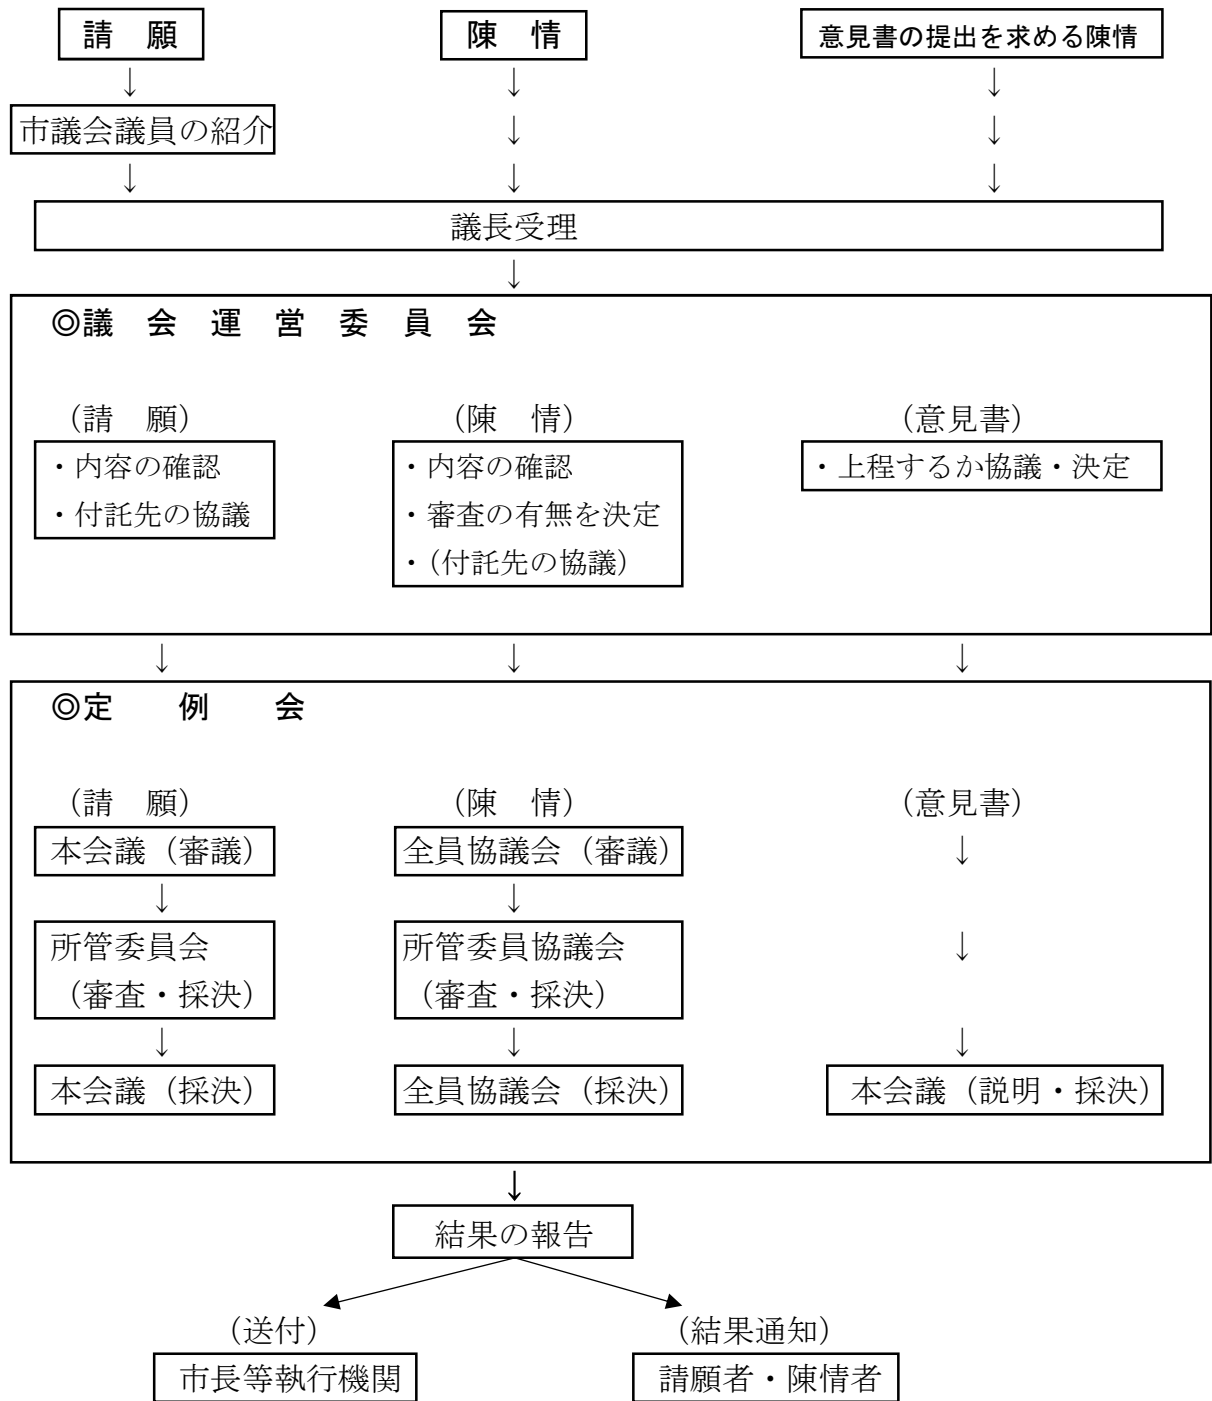 請　願
陳　情
意見書の提出を求める陳情
↓
↓
↓
市議会議員の紹介
↓
↓
↓
↓
↓
議長受理
↓
◎議　会　運　営　委　員　会
（請　願）
（陳　情）
（意見書）
・内容の確認
・付託先の協議
・内容の確認
・審査の有無を決定
・（付託先の協議）
・上程するか協議・決定
↓
↓
↓
◎定　　例　　会
（請　願）
（陳　情）
（意見書）
本会議（審議）
全員協議会（審議）
↓
↓
↓
所管委員会
（審査・採決）
所管委員協議会
（審査・採決）
↓
↓
↓
↓
本会議（採決）
全員協議会（採決）
本会議（説明・採決）
↓
結果の報告
（送付）
（結果通知）
市長等執行機関
請願者・陳情者